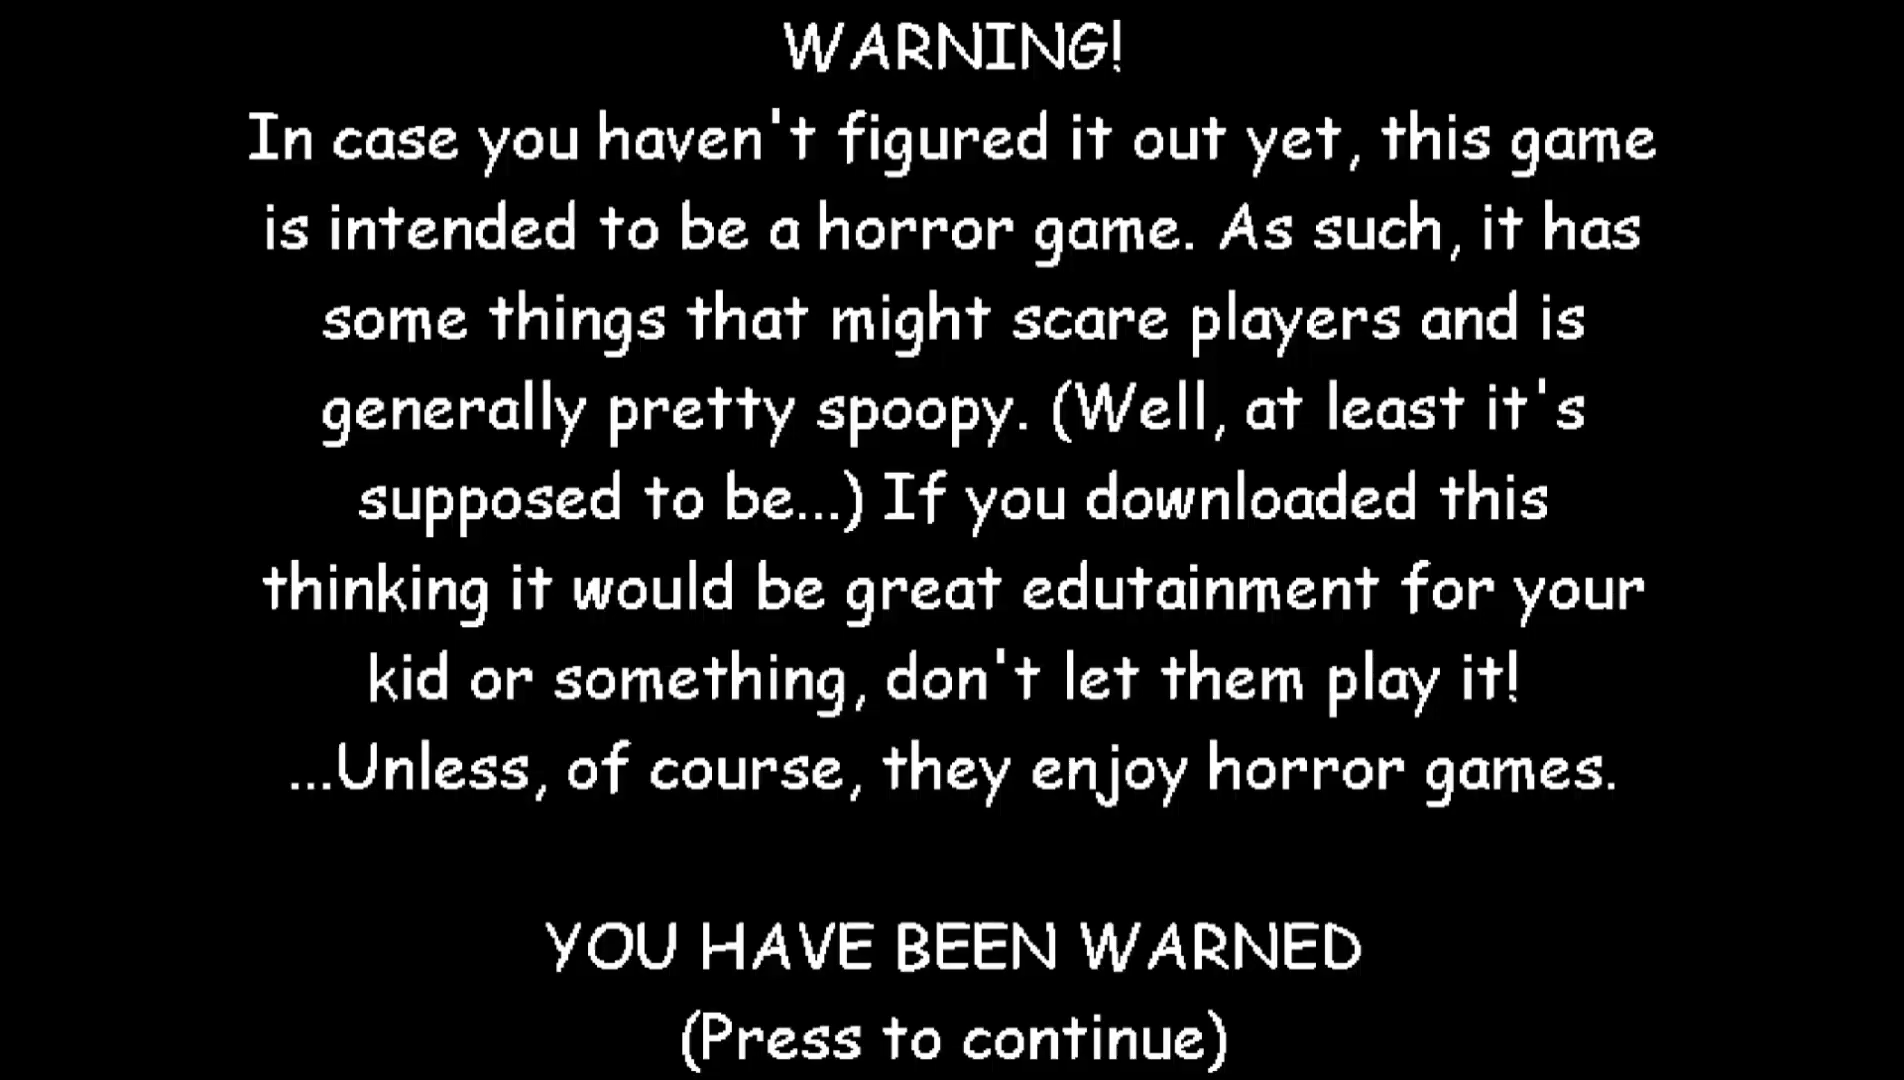 WARNING!
In case you haven't figured it out yet, this game
is intended to be a horror game. As such, it has
some things that might scare players and is
generally pretty spoopy. (Well, at least it's
supposed to be...) If you downloaded this
thinking it would be great edutainment for your
kid or something, don't let them play it!
...Unless, of course, they enjoy horror games.
YOU HAVE BEEN WARNED
(Press to continue)